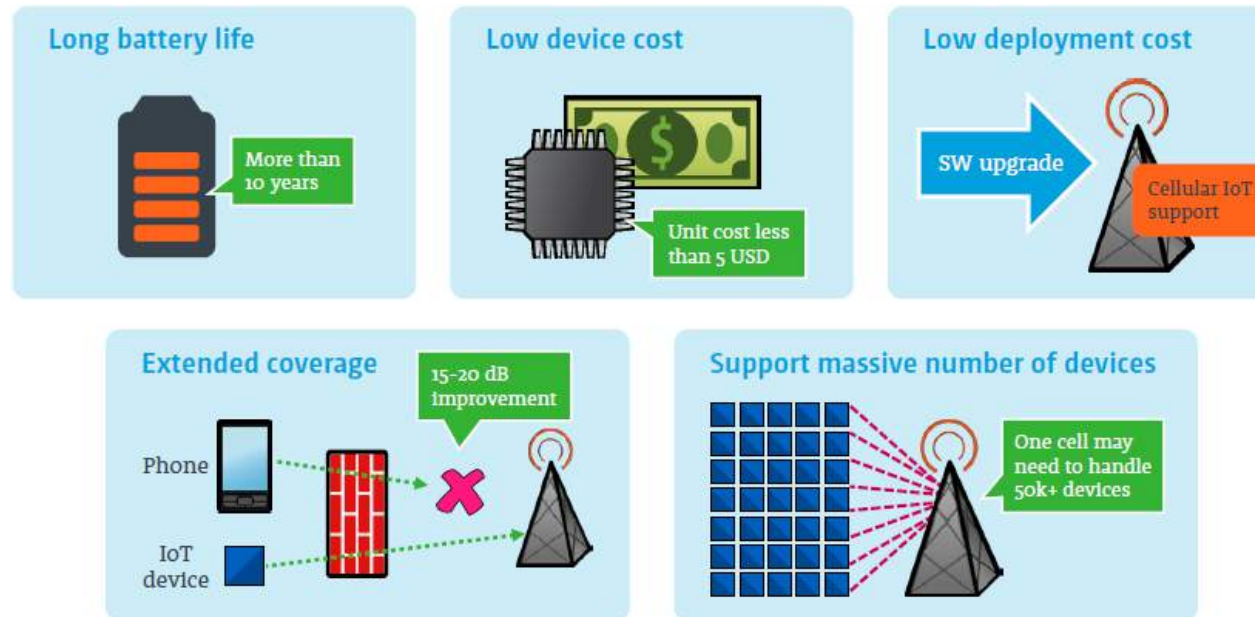 Long battery life
More than
10 years
Low device cost
Unit cost less
than 5 USD
Low deployment cost
SW upgrade
Cellular IoT
support
Extended coverage
15-20 dB
improvement
Phone
IoT
device
Support massive number of devices
One cell may
need to handle
50k+ devices